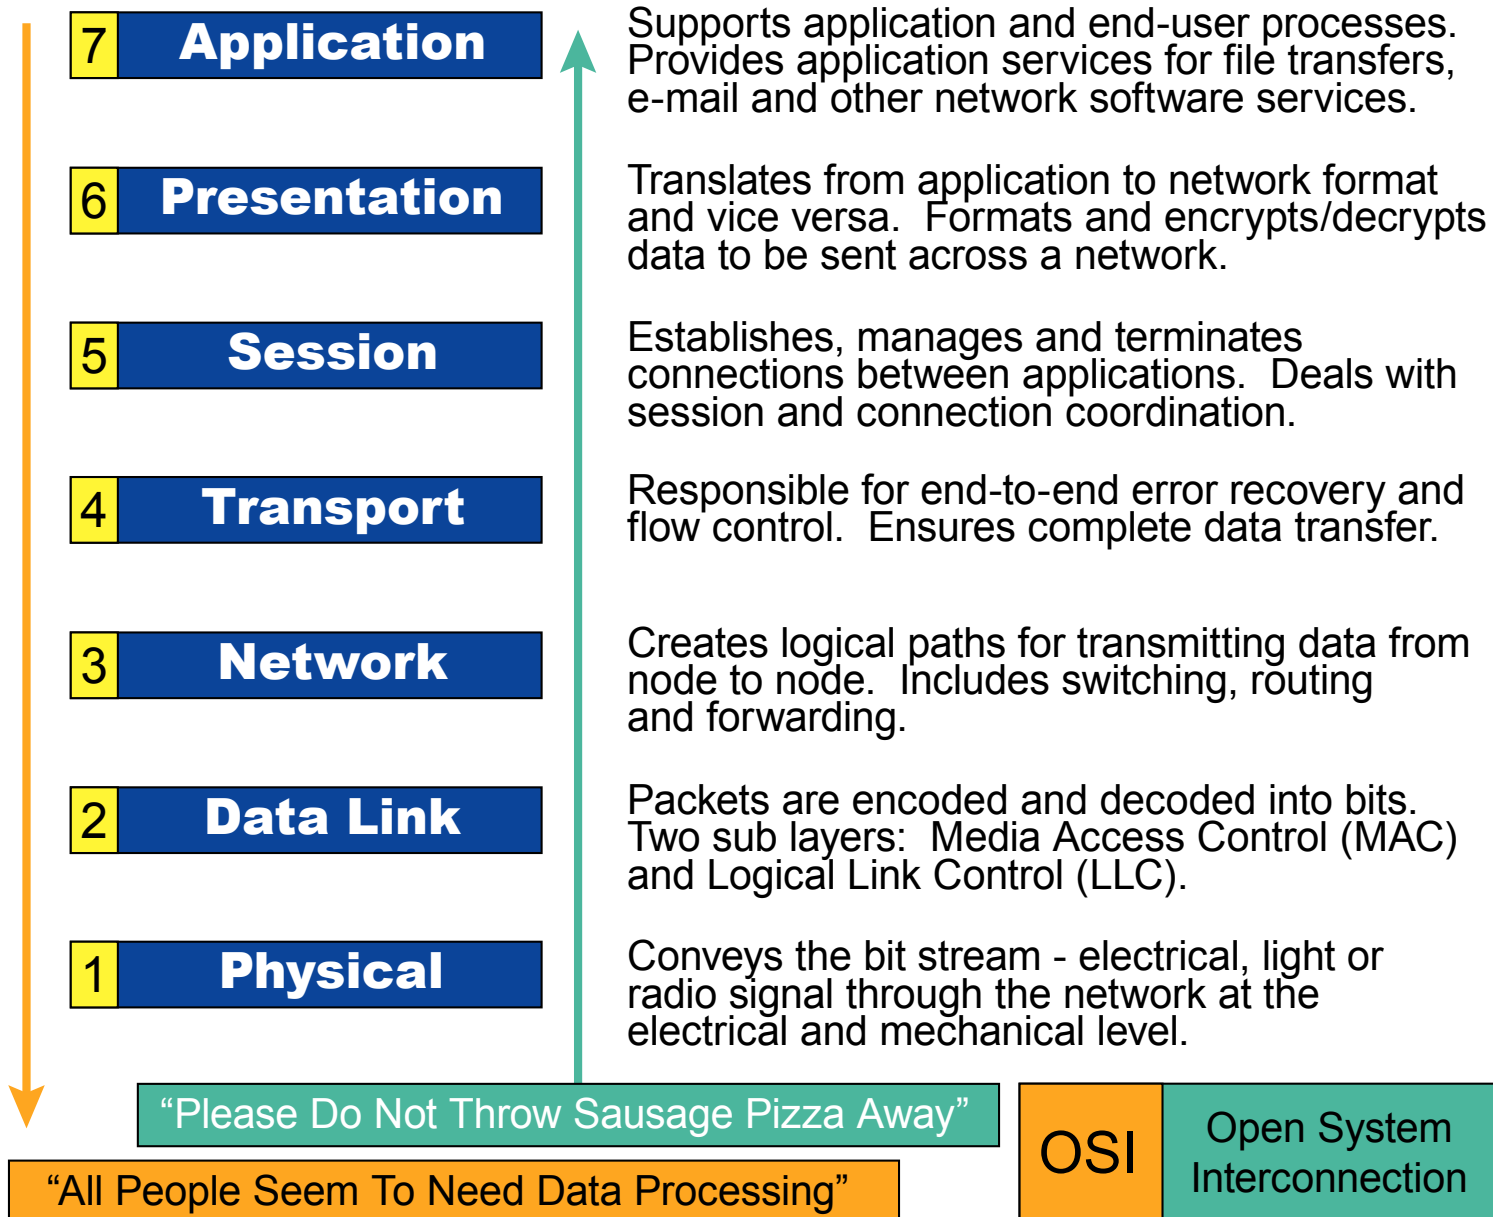 7 Application
Supports application and end-user processes.
Provides application services for file transfers,
e-mail and other network software services.
6 Presentation
Translates from application to network format
and vice versa.  Formats and encrypts/decrypts
data to be sent across a network.
5 Session
Establishes, manages and terminates
connections between applications.  Deals with
session and connection coordination.
4 Transport
Responsible for end-to-end error recovery and
flow control.  Ensures complete data transfer.
3 Network
Creates logical paths for transmitting data from
node to node.  Includes switching, routing
and forwarding.
2 Data Link
Packets are encoded and decoded into bits.
Two sub layers:  Media Access Control (MAC)
and Logical Link Control (LLC).
1 Physical
Conveys the bit stream - electrical, light or
radio signal through the network at the
electrical and mechanical level.
“Please Do Not Throw Sausage Pizza Away”
“All People Seem To Need Data Processing”
OSI
Open System
Interconnection